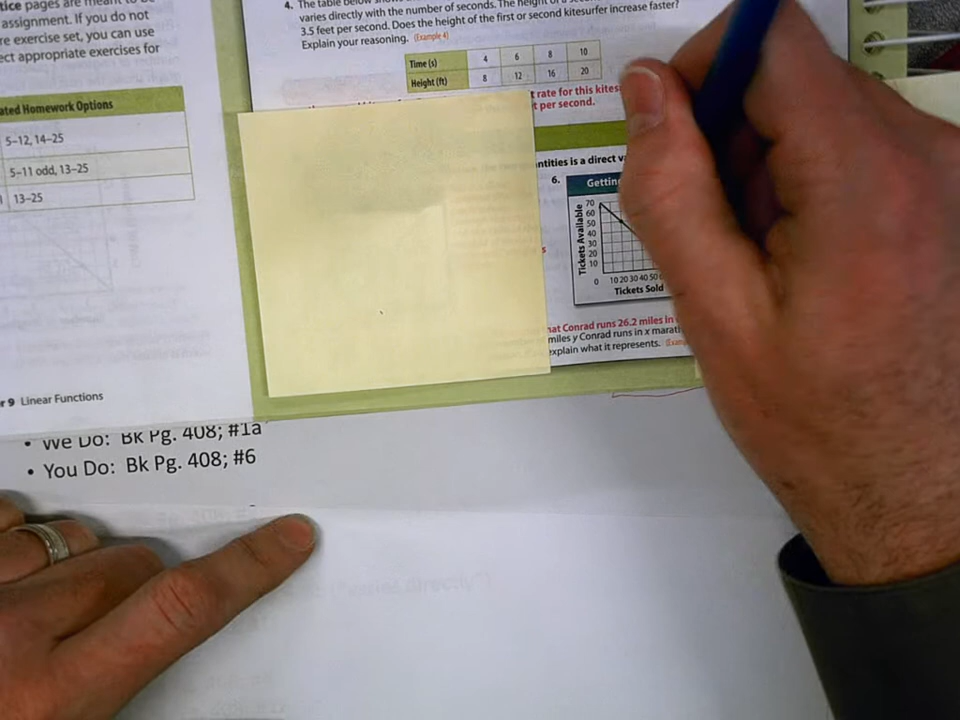 tice pages are meant to be
assignment. If you do not
re exercise set, you can use
ect appropriate exercises for
ated Homework Options
5–12, 14–25
5–11 odd, 13–25
13–25
r 9 Linear Functions
4. The table below
varies directly with the number of seconds. The height of a
3.5 feet per second. Does the height of the first or second kitesurfer increase faster?
Explain your reasoning. (Example 4)
Time (s) 4 6 8 10
Height (ft) 8 12 16 20
t rate for this kites
t per second.
ntities is a direct va
6.
Getting
Tickets Available
70
60
50
40
30
20
10
0 10 20 30 40 50 6
Tickets Sold
hat Conrad runs 26.2 miles in
miles y Conrad runs in x marat
explain what it represents. (Exam
• We Do: Bk Pg. 408; #1a
• You Do: Bk Pg. 408; #6